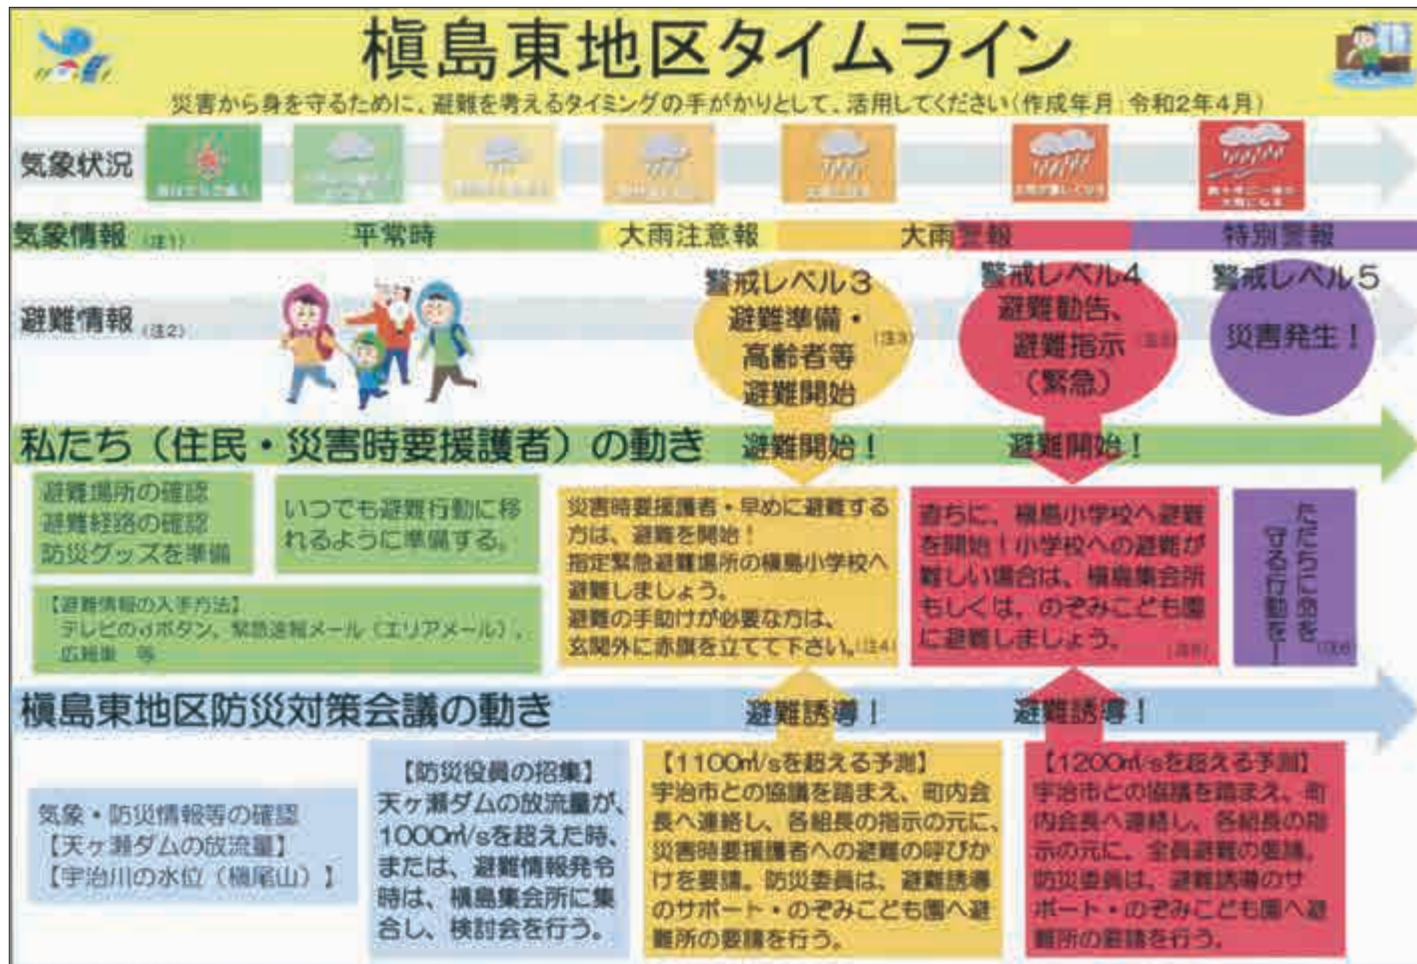 槇島東地区タイムライン
災害から身を守るために、避難を考えるタイミングの手がかりとして、活用してください(作成年月:令和2年4月)
気象状況
数十年に一度の
大雨になる
気象情報(注1)
平常時
大雨注意報
大雨警報
特別警報
避難情報(注2)
警戒レベル3
避難準備・
高齢者等
避難開始
(注3)
警戒レベル4
避難勧告、
避難指示
(緊急)
警戒レベル5
災害発生!
私たち(住民・災害時要援護者)の動き
避難開始!
避難開始!
避難場所の確認
避難経路の確認
防災グッズを準備
いつでも避難行動に移
れるように準備する。
【避難情報の入手方法】
テレビのdボタン、緊急速報メール(エリアメール)、
広報車 等
災害時要援護者・早めに避難する
方は、避難を開始!
指定緊急避難場所の槇島小学校へ
避難しましょう。
避難の手助けが必要な方は、
玄関外に赤旗を立てて下さい。(注4)
直ちに、槇島小学校へ避難
を開始!小学校への避難が
難しい場合は、槇島集会所
もしくは、のぞみこども園
に避難しましょう。
ただちに命を
守る行動を!
槇島東地区防災対策会議の動き
避難誘導!
避難誘導!
気象・防災情報等の確認
【天ヶ瀬ダムの放流量】
【宇治川の水位(槇尾山)】
【防災役員の招集】
天ヶ瀬ダムの放流量が、
1000㎥/sを超えた時、
または、避難情報発令
時は、槇島集会所に集
合し、検討会を行う。
【1100㎥/sを超える予測】
宇治市との協議を踏まえ、町内会
長へ連絡し、各組長の指示の元に、
災害時要援護者への避難の呼びか
けを要請。防災委員は、避難誘導
のサポート・のぞみこども園へ避
難所の要請を行う。
【1200㎥/sを超える予測】
宇治市との協議を踏まえ、町
内会長へ連絡し、各組長の指
示の元に、全員避難の要請。
防災委員は、避難誘導のサ
ポート・のぞみこども園へ避
難所の要請を行う。